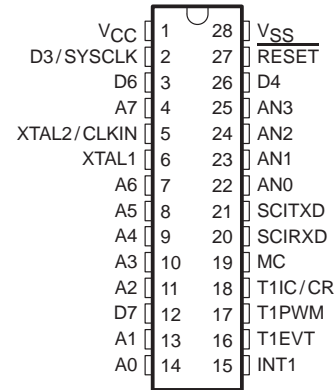 VCC 1 28 VSS
D3/SYSCLK 2 27 RESET
D6 3 26 D4
A7 4 25 AN3
XTAL2/CLKIN 5 24 AN2
XTAL1 6 23 AN1
A6 7 22 AN0
A5 8 21 SCITXD
A4 9 20 SCIRXD
A3 10 19 MC
A2 11 18 T1IC/CR
D7 12 17 T1PWM
A1 13 16 T1EVT
A0 14 15 INT1